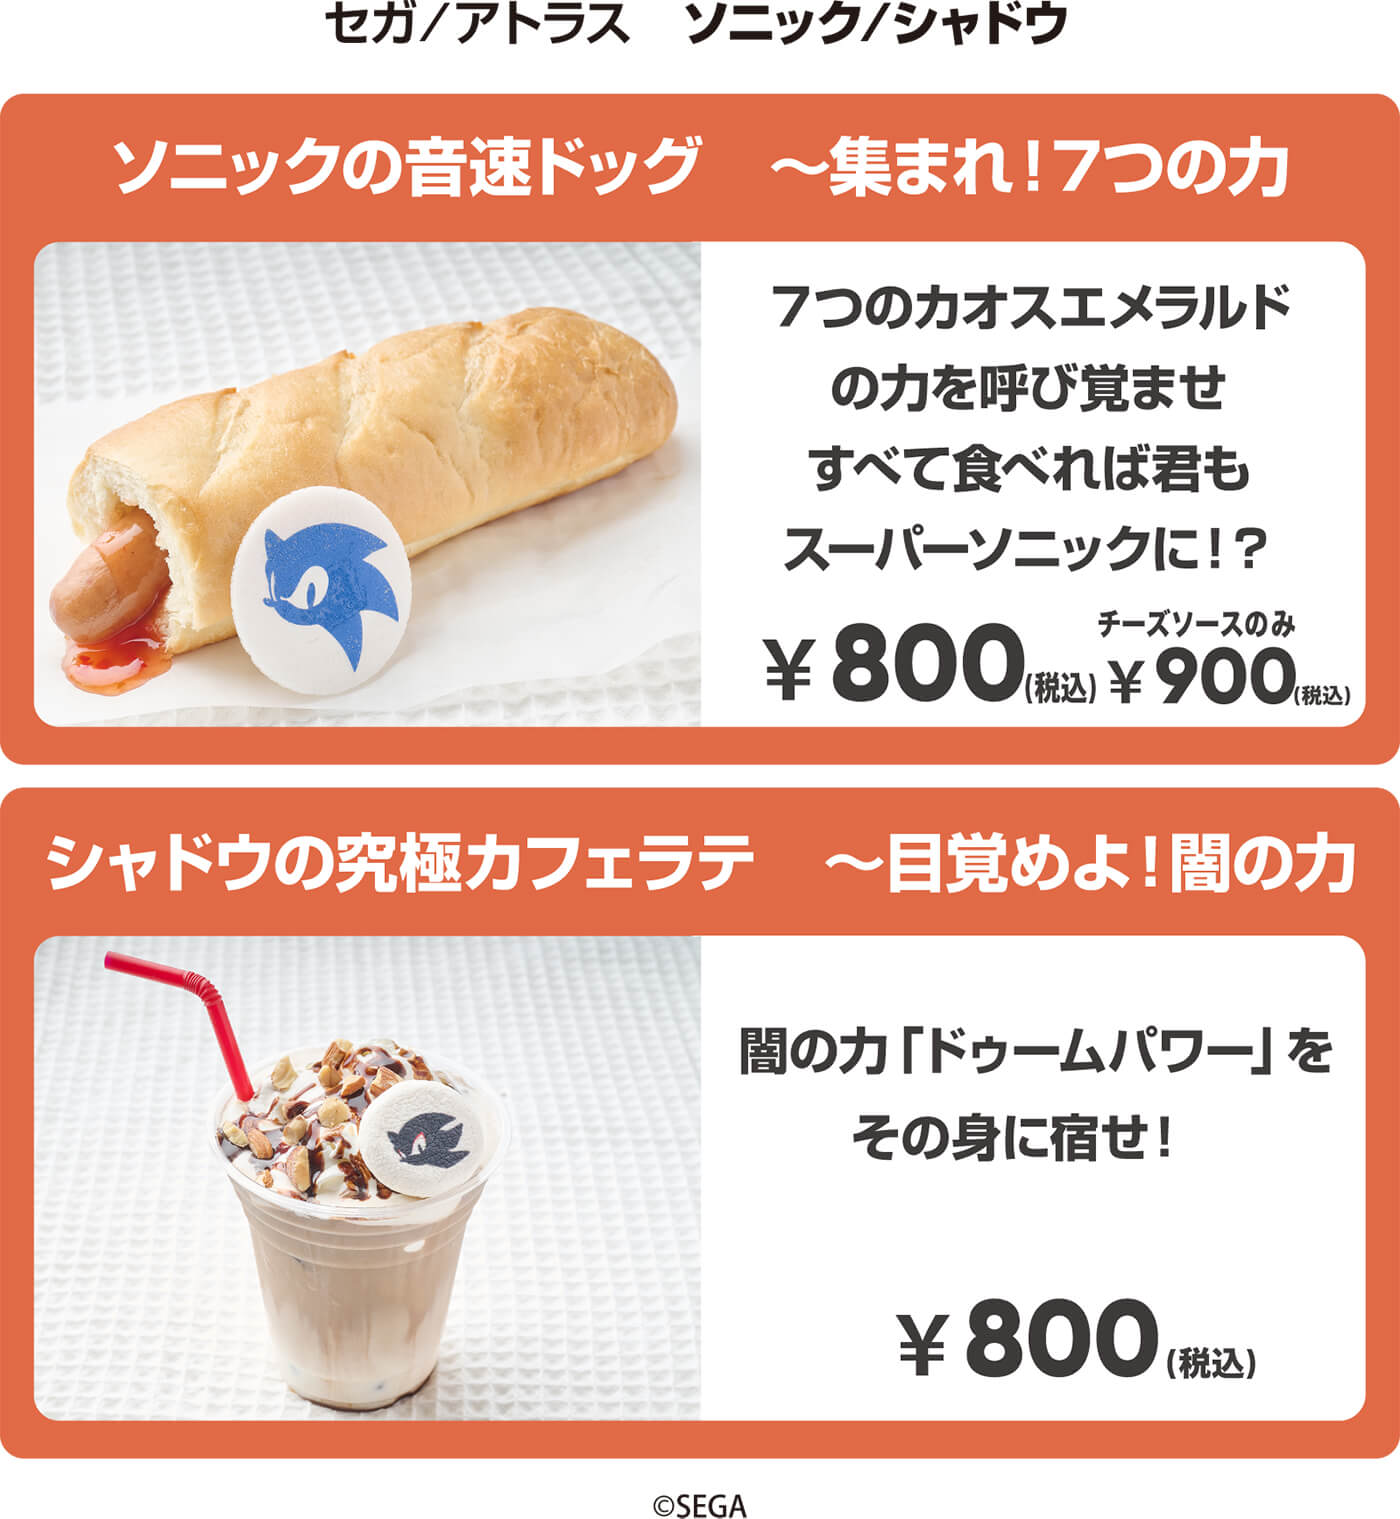 セガ/アトラス　ソニック/シャドウ
ソニックの音速ドッグ　～集まれ！7つの力
7つのカオスエメラルド
の力を呼び覚ませ
すべて食べれば君も
スーパーソニックに！？
チーズソースのみ
￥800(税込) ￥900(税込)
シャドウの究極カフェラテ　～目覚めよ！闇の力
闇の力「ドゥームパワー」を
その身に宿せ！
￥800(税込)
©SEGA